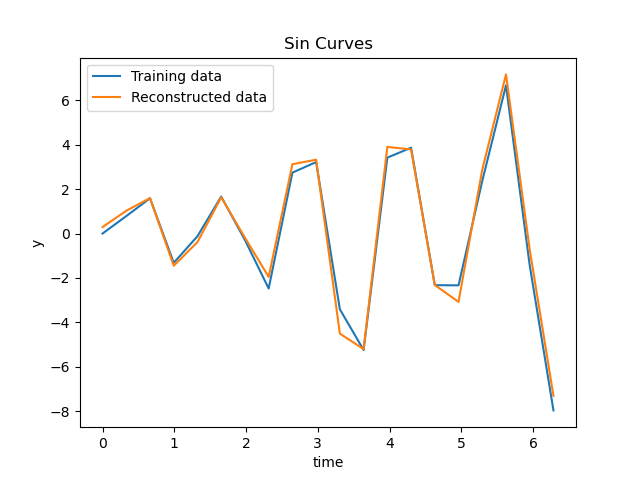 Sin Curves
Training data
Reconstructed data
6
4
2
0
−2
−4
−6
−8
y
0 1 2 3 4 5 6
time